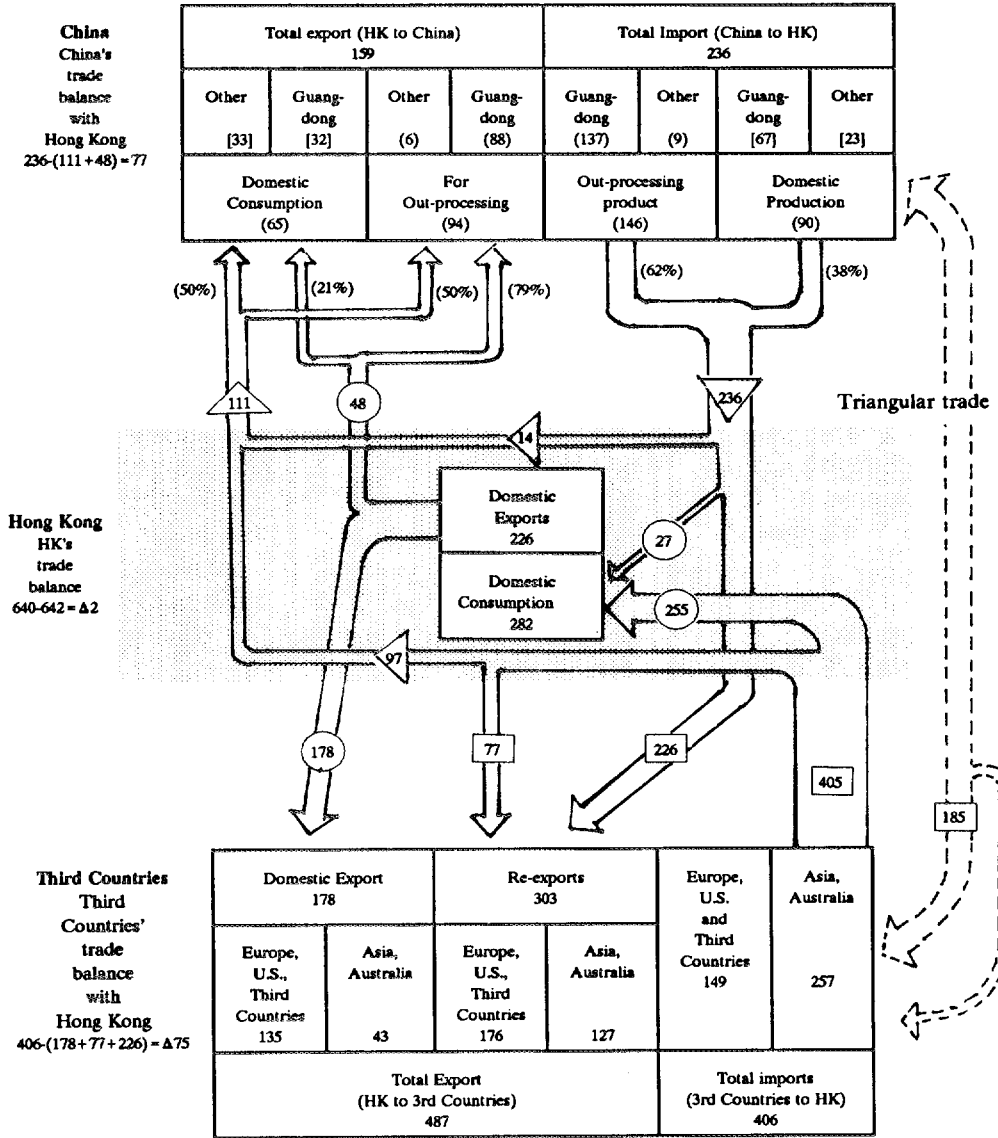 China
China's
trade
balance
with
Hong Kong
236-(111 + 48) = 77
Total export (HK to China)
159
Total Import (China to HK)
236
Other
[33]
Guang-
dong
[32]
Other
(6)
Guang-
dong
(88)
Guang-
dong
(137)
Other
(9)
Guang-
dong
[67]
Other
[23]
Domestic
Consumption
(65)
For
Out-processing
(94)
Out-processing
product
(146)
Domestic
Production
(90)
(50%)
(21%)
(50%)
(79%)
(62%)
(38%)
111
48
236
Triangular trade
14
Hong Kong
HK's
trade
balance
640-642 = Δ2
Domestic
Exports
226
Domestic
Consumption
282
27
255
97
178
77
226
405
185
Third Countries
Third
Countries'
trade
balance
with
Hong Kong
406-(178 + 77 + 226) = Δ75
Domestic Export
178
Re-exports
303
Europe,
U.S.
and
Third
Countries
149
Asia,
Australia
257
Europe,
U.S.,
Third
Countries
135
Asia,
Australia
43
Europe,
U.S.,
Third
Countries
176
Asia,
Australia
127
Total Export
(HK to 3rd Countries)
487
Total imports
(3rd Countries to HK)
406